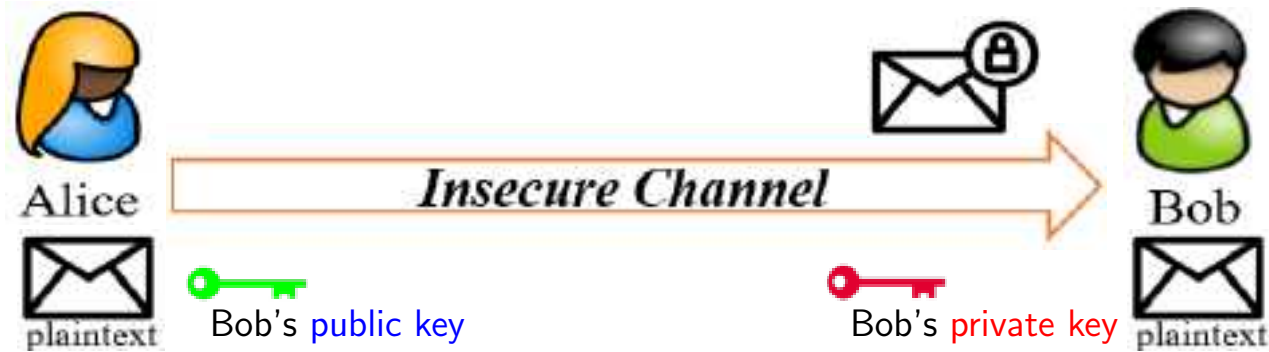 Insecure Channel
Alice
Bob
plaintext
Bob's public key
Bob's private key
plaintext